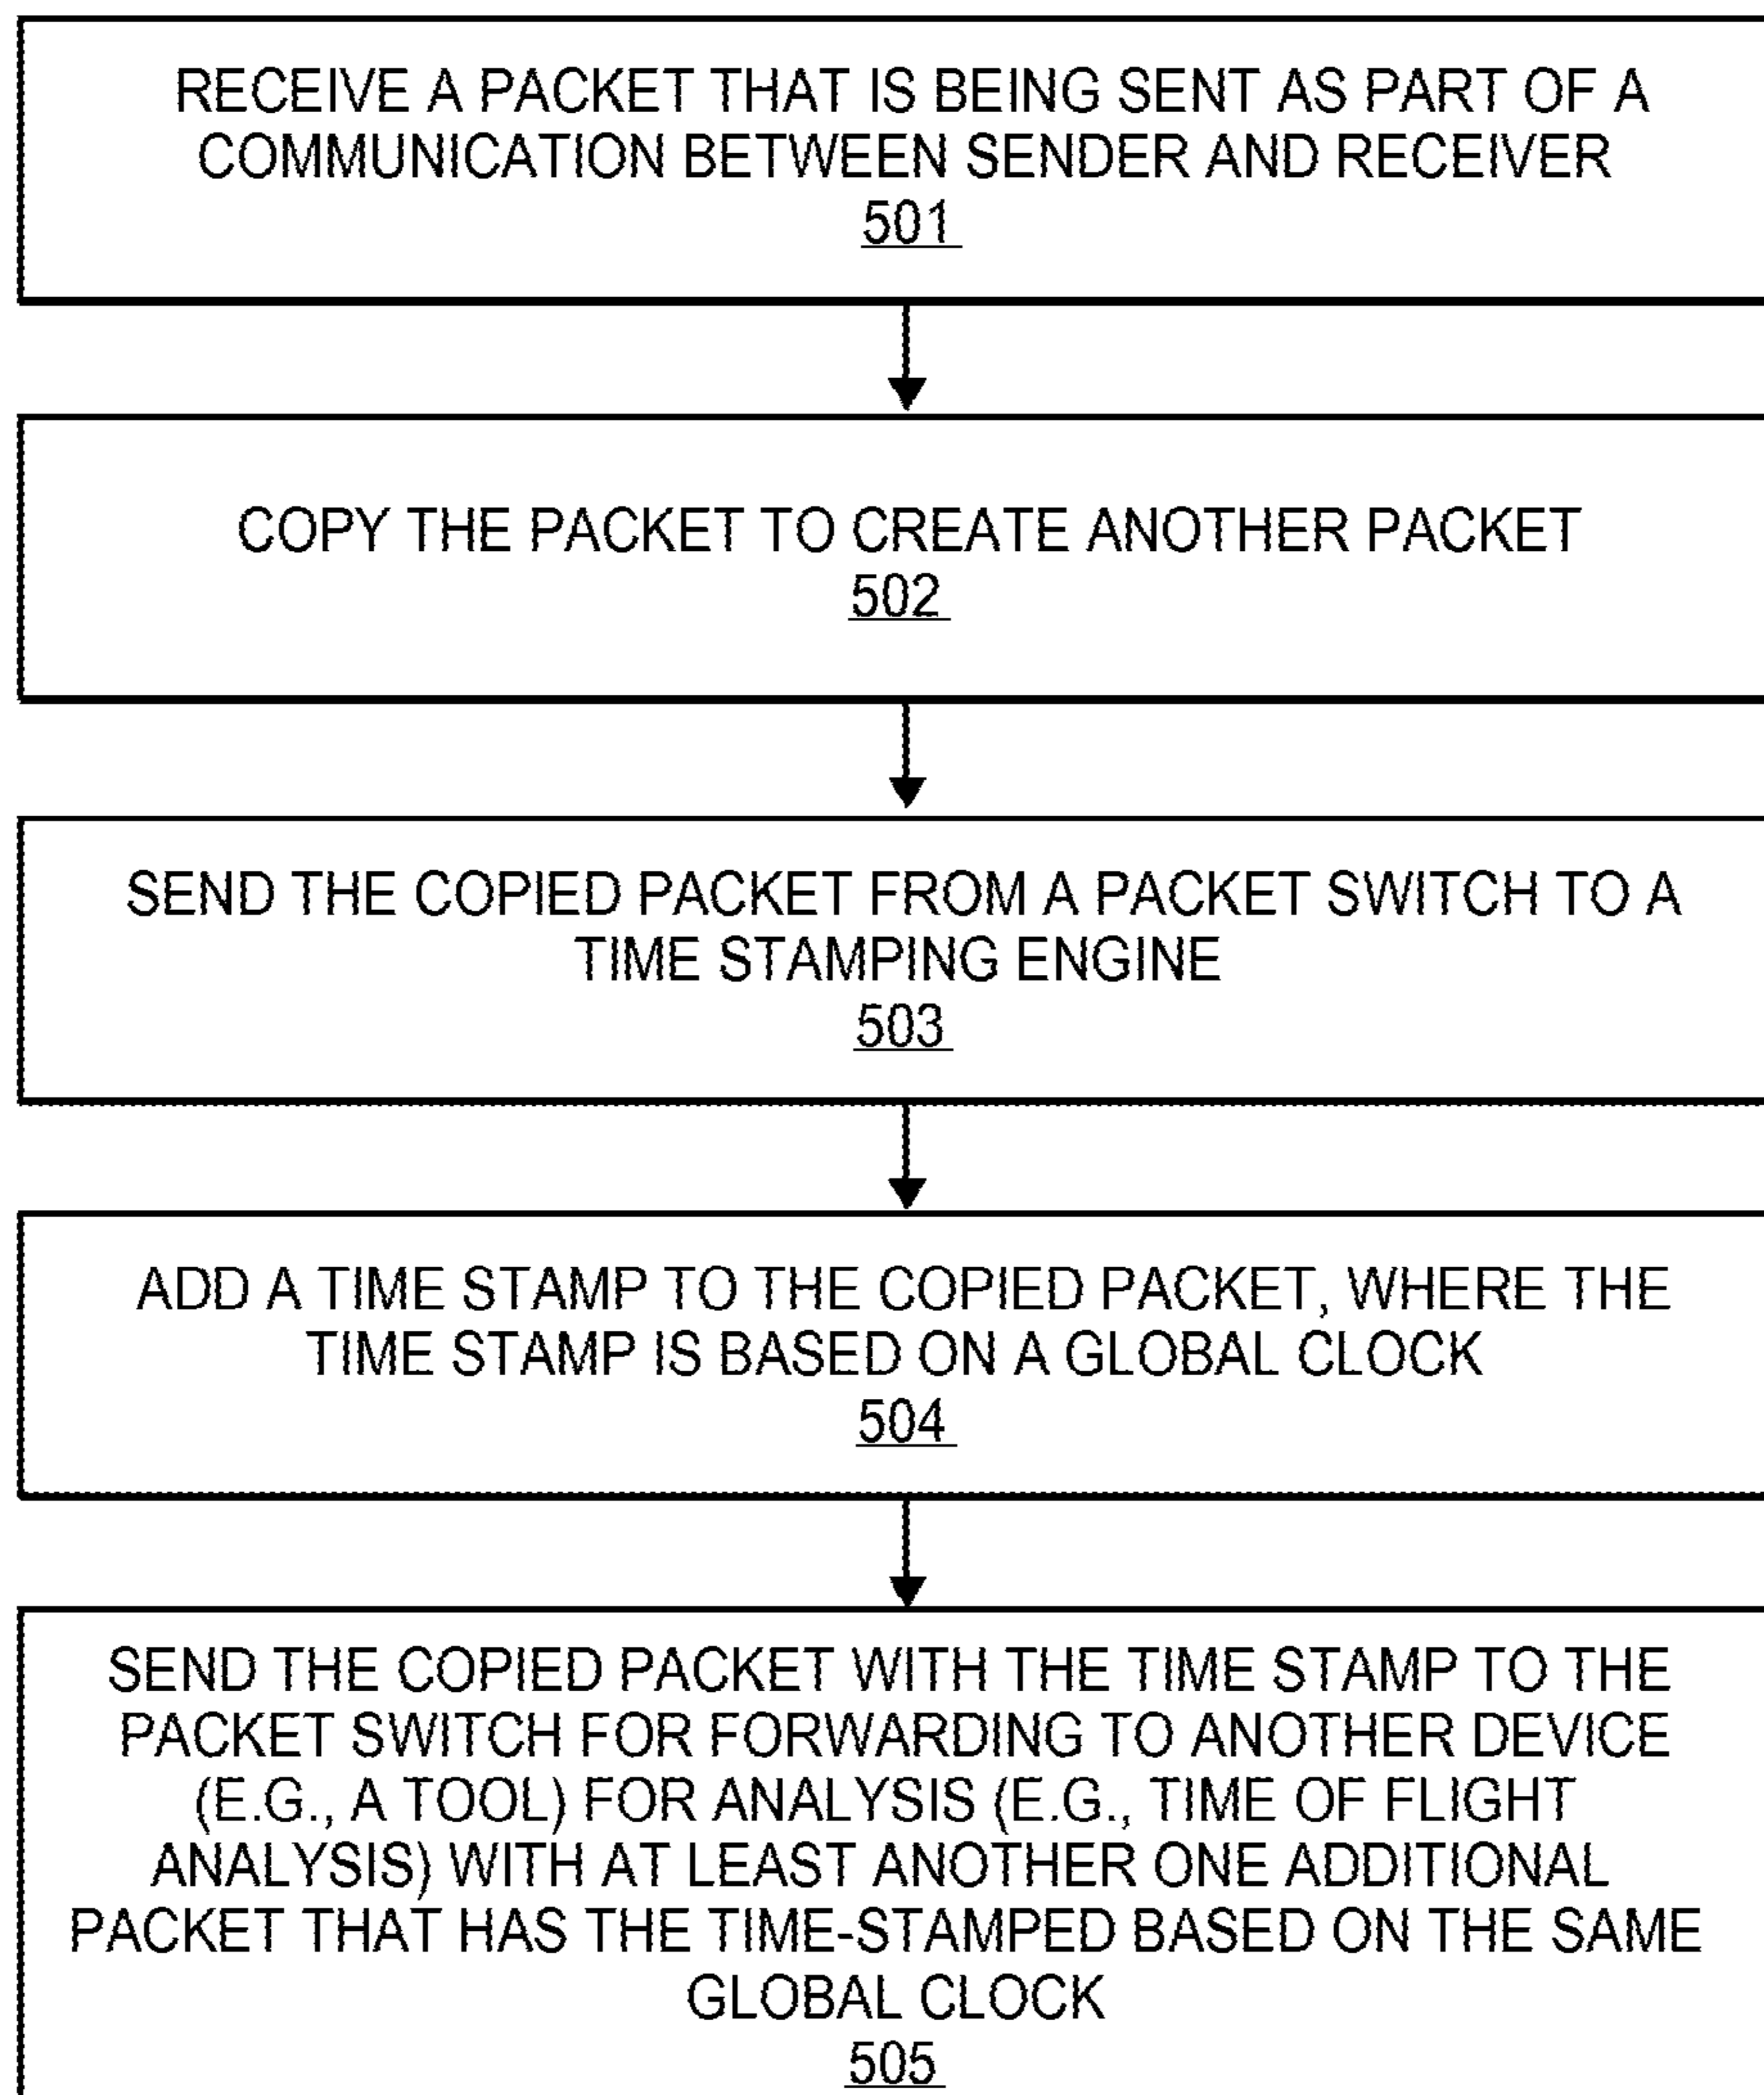 RECEIVE A PACKET THAT IS BEING SENT AS PART OF A
COMMUNICATION BETWEEN SENDER AND RECEIVER
501
COPY THE PACKET TO CREATE ANOTHER PACKET
502
SEND THE COPIED PACKET FROM A PACKET SWITCH TO A
TIME STAMPING ENGINE
503
ADD A TIME STAMP TO THE COPIED PACKET, WHERE THE
TIME STAMP IS BASED ON A GLOBAL CLOCK
504
SEND THE COPIED PACKET WITH THE TIME STAMP TO THE
PACKET SWITCH FOR FORWARDING TO ANOTHER DEVICE
(E.G., A TOOL) FOR ANALYSIS (E.G., TIME OF FLIGHT
ANALYSIS) WITH AT LEAST ANOTHER ONE ADDITIONAL
PACKET THAT HAS THE TIME-STAMPED BASED ON THE SAME
GLOBAL CLOCK
505